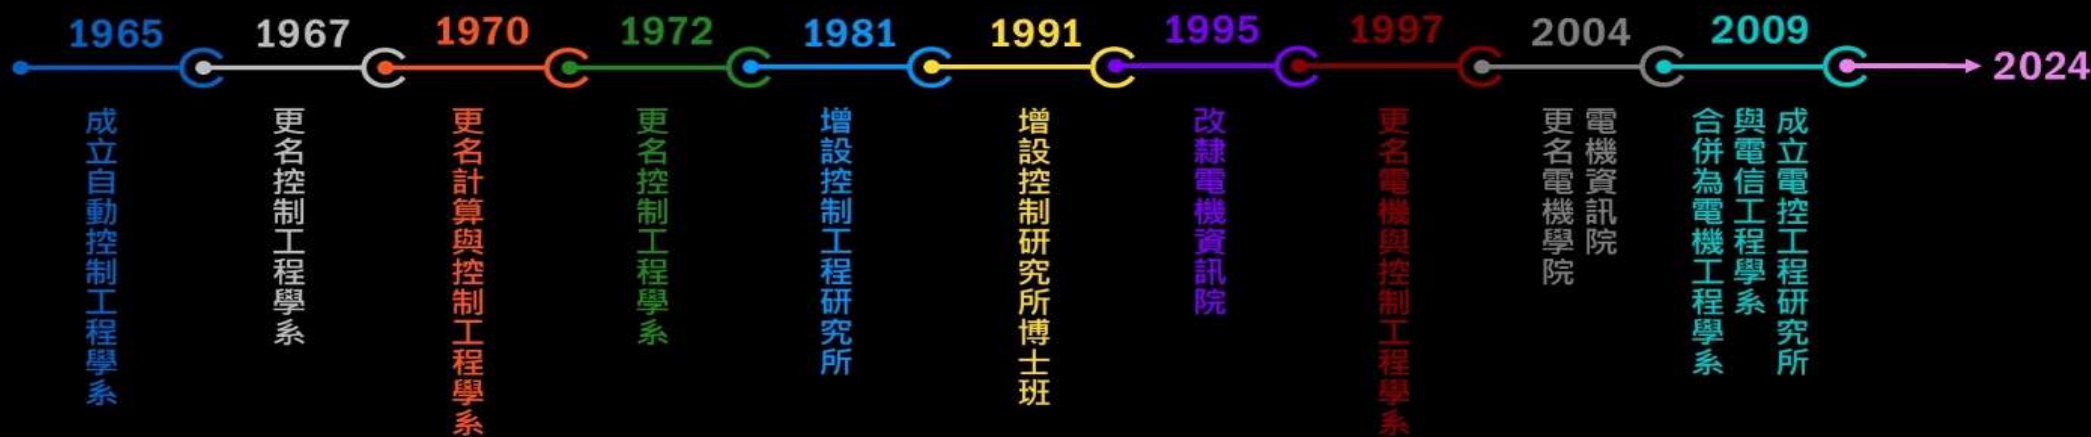 1965
成立自動控制工程學系
1967
更名控制工程學系
1970
更名計算與控制工程學系
1972
更名控制工程學系
1981
增設控制工程研究所
1991
增設控制研究所博士班
1995
改隸電機資訊院
1997
更名電機與控制工程學系
2004
電機資訊院
更名電機學院
2009
成立電控工程研究所
與電信工程學系
合併為電機工程學系
2024